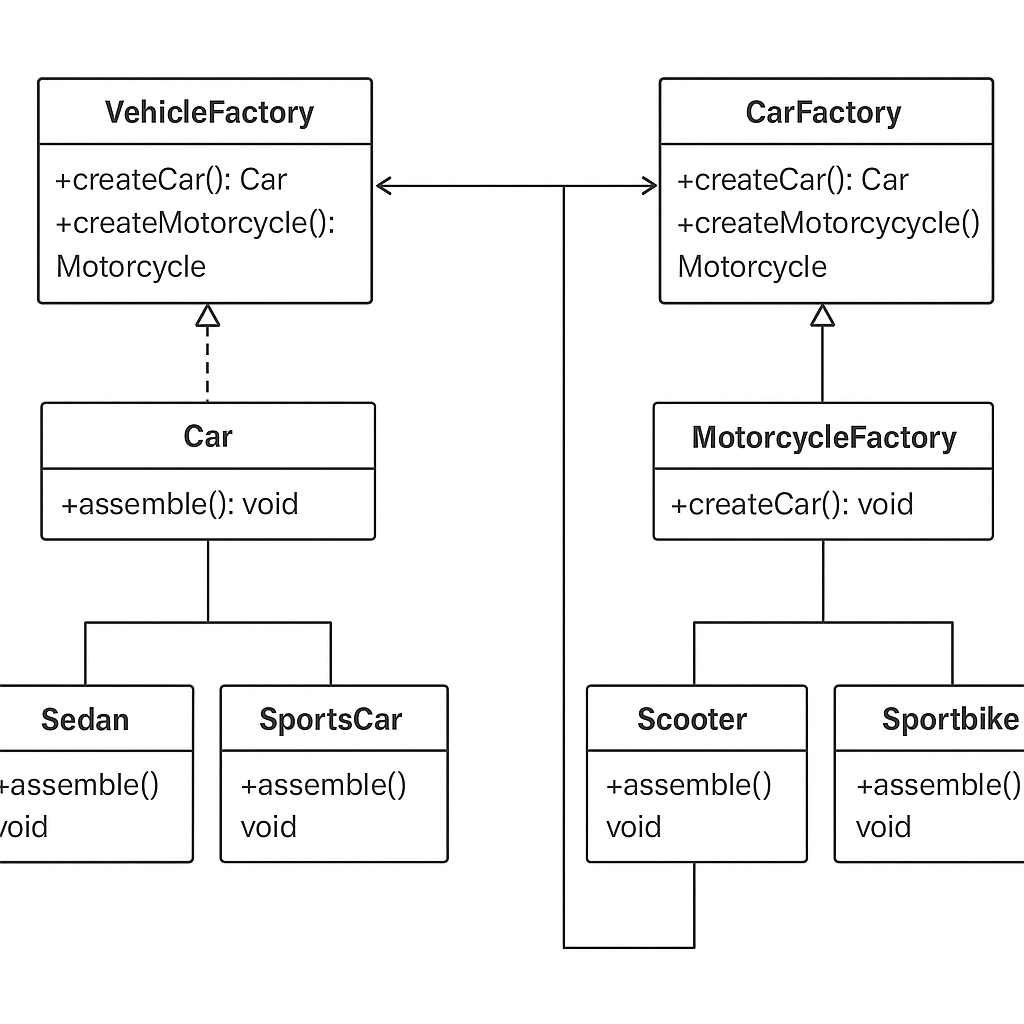 VehicleFactory
+createCar(): Car
+createMotorcycle():
Motorcycle
CarFactory
+createCar(): Car
+createMotorcycycle()
Motorcycle
Car
+assemble(): void
MotorcycleFactory
+createCar(): void
Sedan
+assemble()
void
SportsCar
+assemble()
void
Scooter
+assemble()
void
Sportbike
+assemble()
void